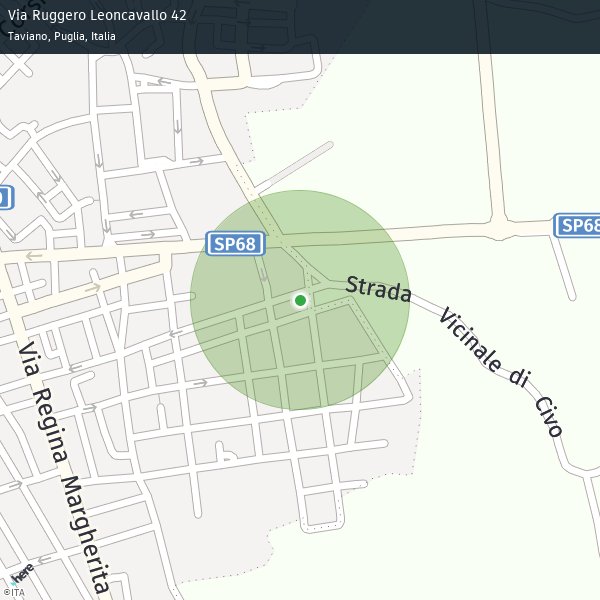 Via Ruggero Leoncavallo 42
Taviano, Puglia, Italia
SP68
SP68
Strada Vicinale di Civo
Via Regina Margherita
here
©ITA